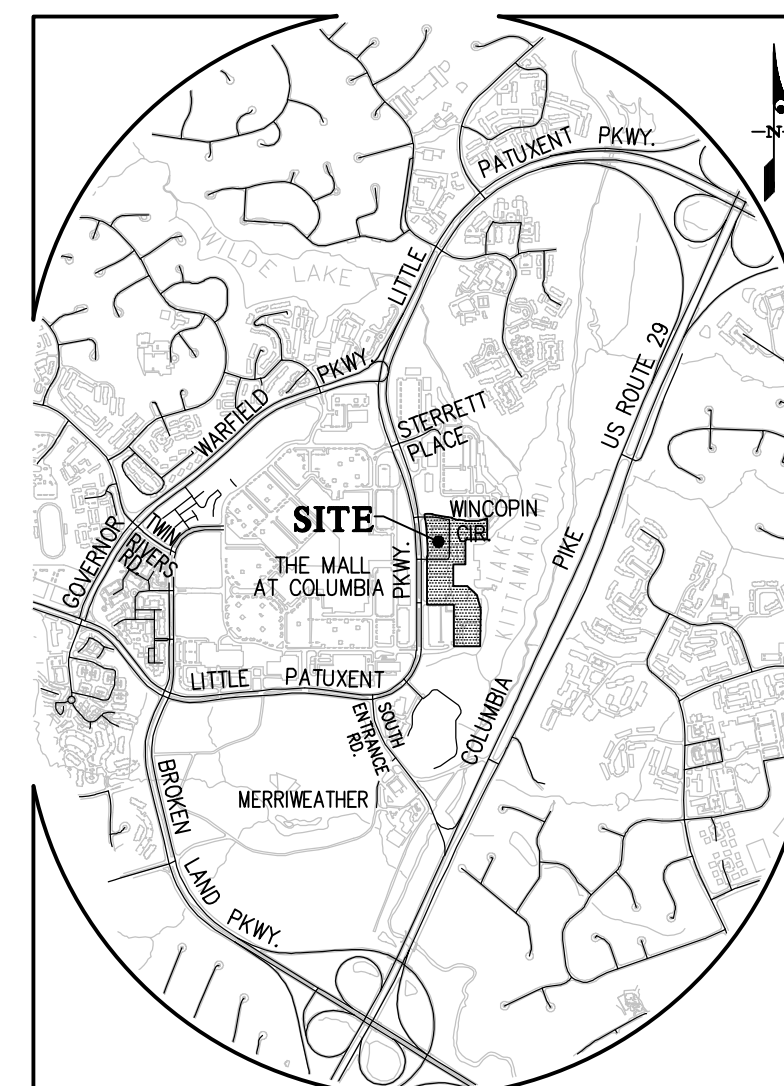 PATUXENT PKWY.
-N-
WILDE LAKE
LITTLE
US ROUTE 29
PKWY.
WARFIELD
STERRETT
PLACE
SITE
WINCOPIN
CIR.
LAKE
KITTAMAQUNDI
PIKE
THE MALL
AT COLUMBIA
PKWY.
GOVERNOR
TWIN
RIVERS
RD.
LITTLE PATUXENT
COLUMBIA
SOUTH
ENTRANCE
RD.
MERRIWEATHER
BROKEN
LAND
PKWY.